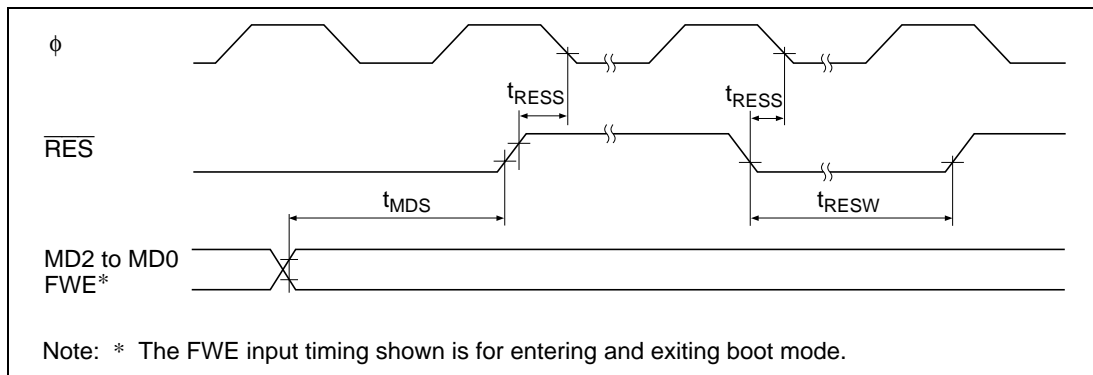 ϕ
tRESS tRESS
RES
tMDS tRESW
MD2 to MD0
FWE*
Note: * The FWE input timing shown is for entering and exiting boot mode.